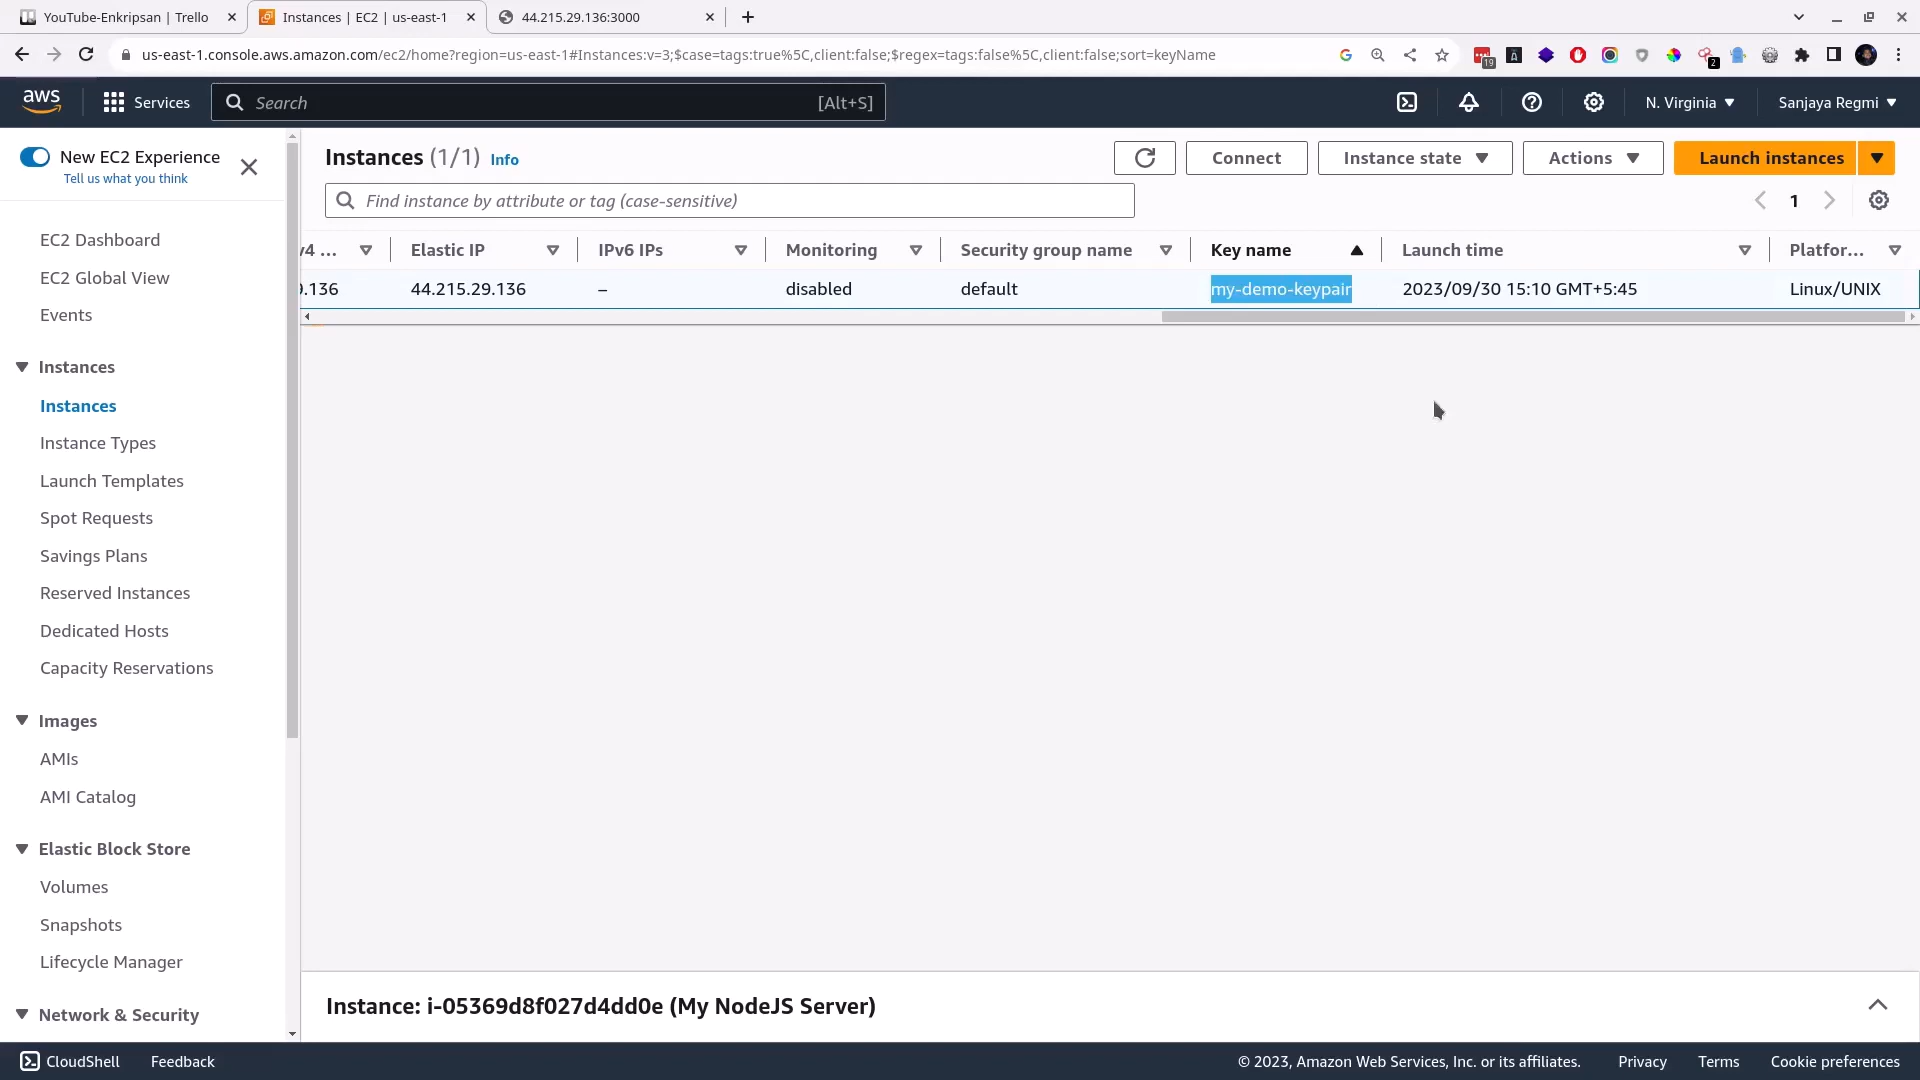 YouTube-Enkripsan | Trello
Instances | EC2 | us-east-1
44.215.29.136:3000
us-east-1.console.aws.amazon.com/ec2/home?region=us-east-1#Instances:v=3;$case=tags:true%5C,client:false;$regex=tags:false%5C,client:false;sort=keyName
19
2
aws
Services
Search
[Alt+S]
N. Virginia
Sanjaya Regmi
New EC2 Experience
Tell us what you think
EC2 Dashboard
EC2 Global View
Events
Instances
Instances
Instance Types
Launch Templates
Spot Requests
Savings Plans
Reserved Instances
Dedicated Hosts
Capacity Reservations
Images
AMIs
AMI Catalog
Elastic Block Store
Volumes
Snapshots
Lifecycle Manager
Network & Security
Instances (1/1) Info
Connect
Instance state
Actions
Launch instances
Find instance by attribute or tag (case-sensitive)
1
v4 ... Elastic IP IPv6 IPs Monitoring Security group name Key name Launch time Platfor...
9.136 44.215.29.136 – disabled default my-demo-keypair 2023/09/30 15:10 GMT+5:45 Linux/UNIX
Instance: i-05369d8f027d4dd0e (My NodeJS Server)
CloudShell
Feedback
© 2023, Amazon Web Services, Inc. or its affiliates.
Privacy
Terms
Cookie preferences